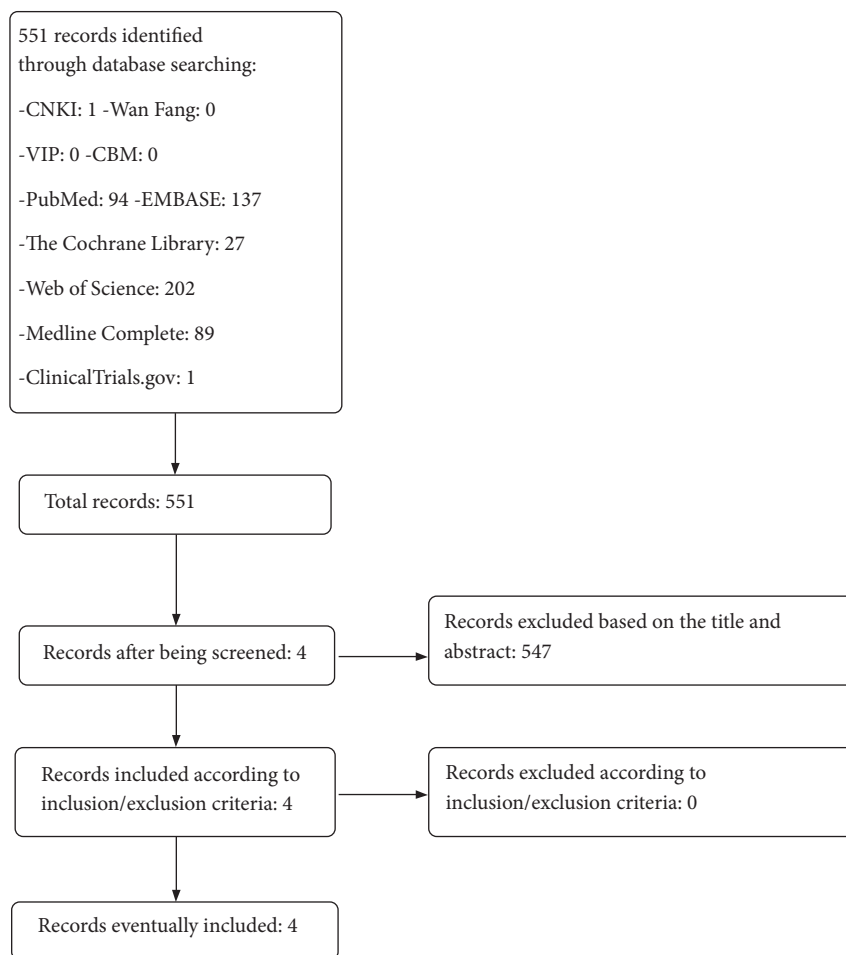 551 records identified
through database searching:
-CNKI: 1 -Wan Fang: 0
-VIP: 0 -CBM: 0
-PubMed: 94 -EMBASE: 137
-The Cochrane Library: 27
-Web of Science: 202
-Medline Complete: 89
-ClinicalTrials.gov: 1
Total records: 551
Records after being screened: 4
Records excluded based on the title and
abstract: 547
Records included according to
inclusion/exclusion criteria: 4
Records excluded according to
inclusion/exclusion criteria: 0
Records eventually included: 4